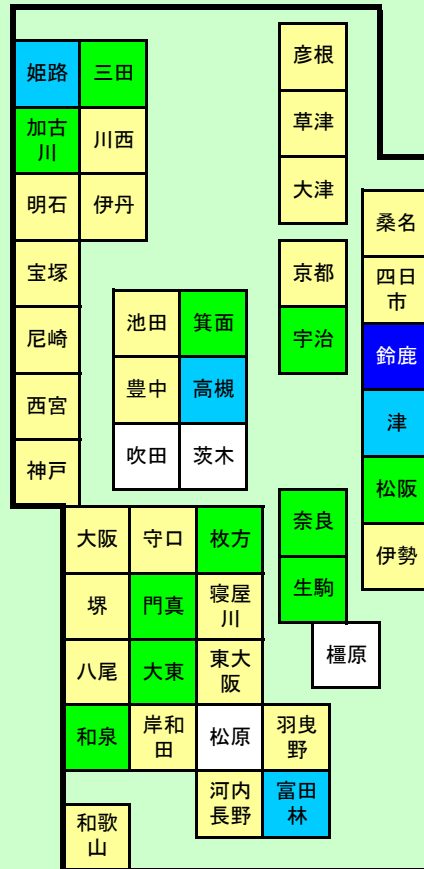 姫路
三田
加古
川
川西
明石
伊丹
宝塚
尼崎
西宮
神戸
彦根
草津
大津
京都
宇治
桑名
四日
市
鈴鹿
津
松阪
伊勢
池田
箕面
豊中
高槻
吹田
茨木
奈良
生駒
橿原
大阪
守口
枚方
堺
門真
寝屋
川
八尾
大東
東大
阪
和泉
岸和
田
松原
羽曳
野
河内
長野
富田
林
和歌
山